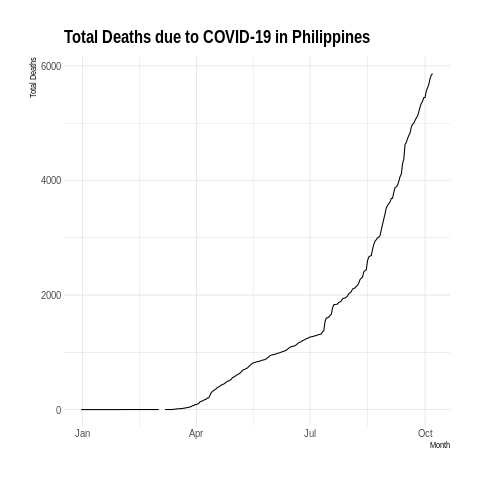 Total Deaths due to COVID-19 in Philippines
Total Deaths
6000
4000
2000
0
Jan Apr Jul Oct
Month